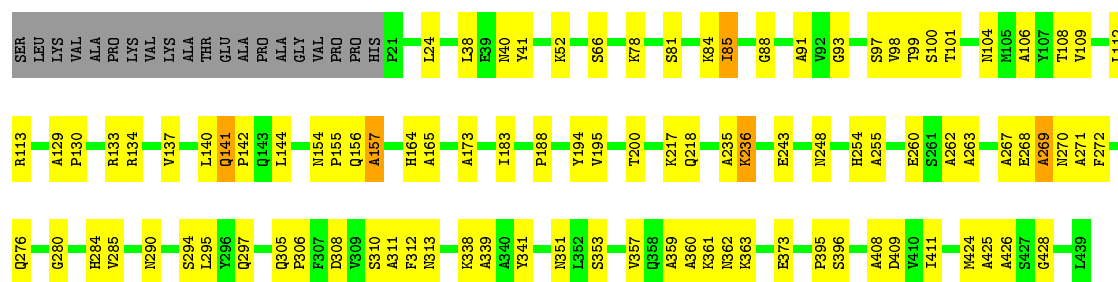 SER LEU LYS VAL ALA PRO LYS VAL LYS ALA THR GLU ALA PRO ALA GLY VAL PRO PRO HIS P21 L24 L38 E39 N40 Y41 K52 S66 K78 S81 K84 I85 G88 A91 V92 G93 S97 V98 T99 S100 T101 N104 M105 A106 Y107 T108 V109
R113 A129 P130 R133 R134 V137 L140 Q141 P142 Q143 L144 N154 P155 Q156 A157 H164 A165 A173 I183 P188 Y194 V195 T200 K217 Q218 A235 K236 E243 N248 H254 A255 E260 S261 A262 A263 A267 E268 A269 N270 A271 P272
Q276 G280 H284 V285 N290 S294 L295 Y296 Q297 Q305 P306 F307 D308 V309 S310 A311 F312 N313 K338 A339 A340 Y341 N351 L352 S353 V357 Q358 A359 A360 K361 N362 K363 E373 P395 S396 A408 D409 V410 I411 M424 A425 A426 S427 G428 L439